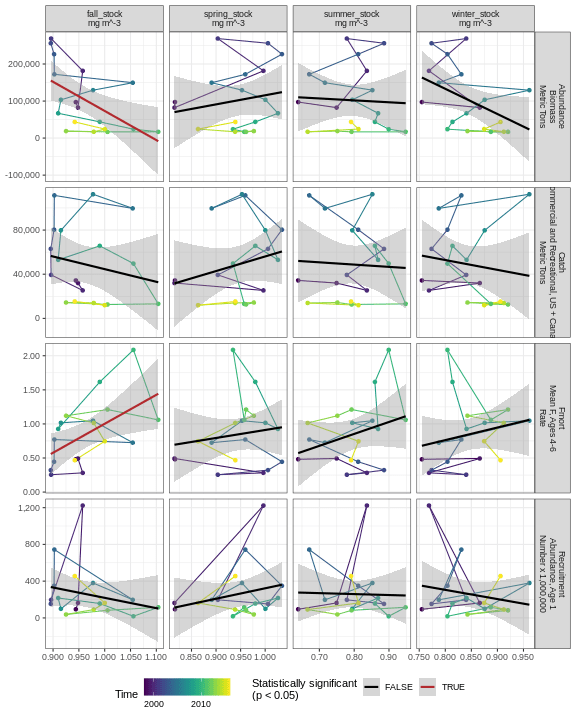 fall_stock
mg m^-3
spring_stock
mg m^-3
summer_stock
mg m^-3
winter_stock
mg m^-3
200,000
100,000
0
-100,000
Abundance
Biomass
Metric Tons
80,000
40,000
0
Catch
ommercial and Recreational, US + Cana
Metric Tons
2.00
1.50
1.00
0.50
0.00
Fmort
Mean F, Ages 4-6
Rate
1,200
800
400
0
Recruitment
Abundance, Age 1
Number x 1,000,000
0.900 0.950 1.000 1.050 1.100
0.850 0.900 0.950 1.000
0.70 0.80 0.90
0.750 0.800 0.850 0.900 0.950
Time
2000 2010
Statistically significant
(p < 0.05)
FALSE
TRUE